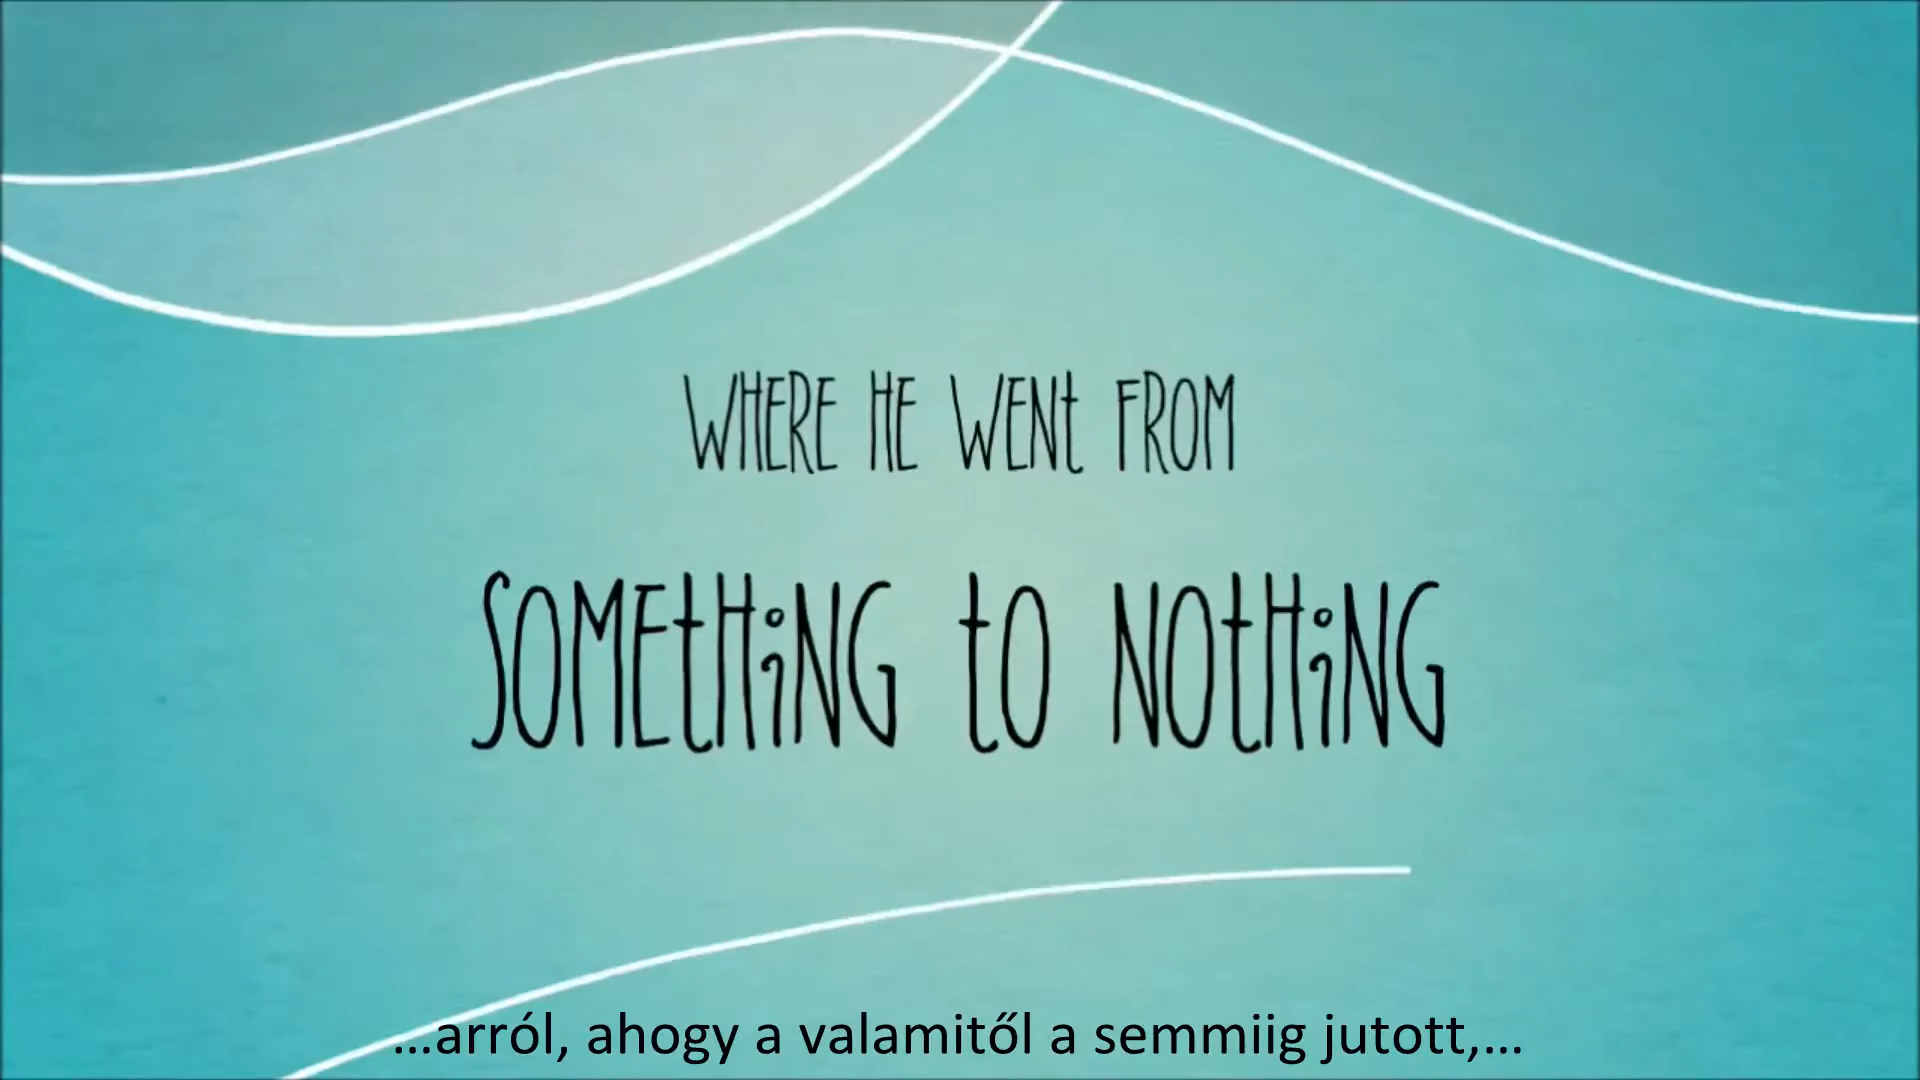 WHERE HE WENt FROM
SOMEtHiNG tO NOtHiNG
...arról, ahogy a valamitől a semmiig jutott,...